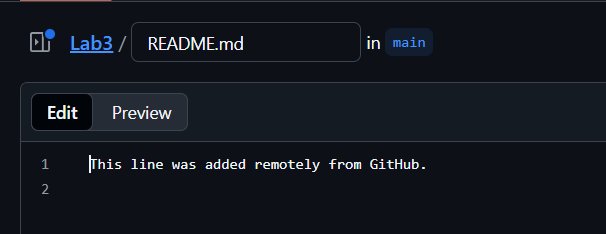 Lab3 / README.md in main
Edit Preview
1 This line was added remotely from GitHub.
2